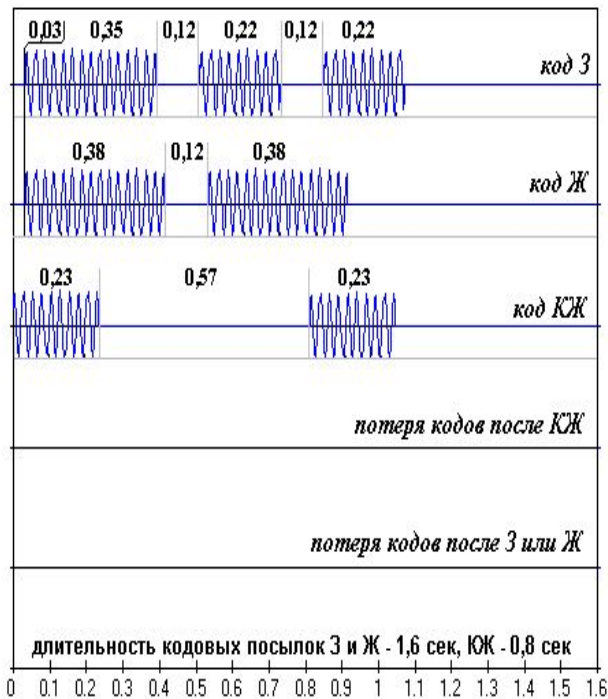 0,03 0,35 0,12 0,22 0,12 0,22
код З
0,38 0,12 0,38
код Ж
0,23 0,57 0,23
код КЖ
потеря кодов после КЖ
потеря кодов после З или Ж
длительность кодовых посылок З и Ж - 1,6 сек, КЖ - 0,8 сек
0 0.1 0.2 0.3 0.4 0.5 0.6 0.7 0.8 0.9 1 1.1 1.2 1.3 1.4 1.5 1.6